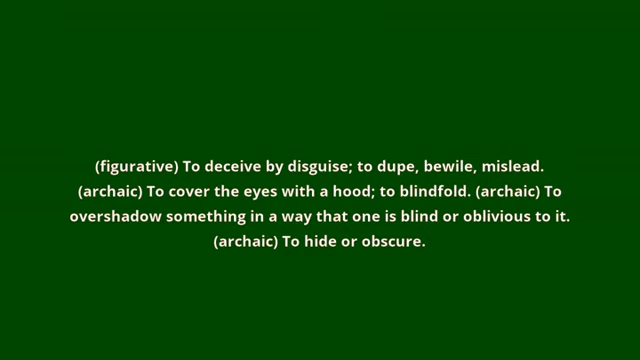 (figurative) To deceive by disguise; to dupe, bewile, mislead.
(archaic) To cover the eyes with a hood; to blindfold. (archaic) To
overshadow something in a way that one is blind or oblivious to it.
(archaic) To hide or obscure.